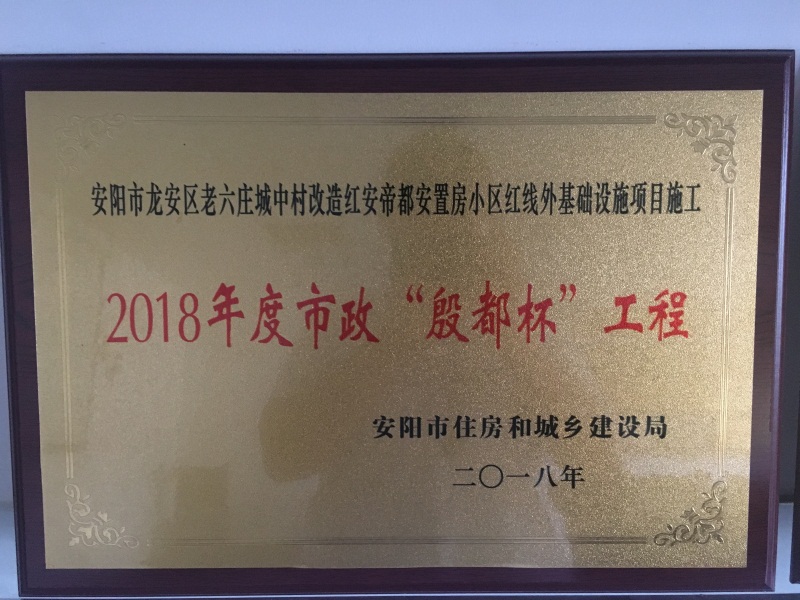 安阳市龙安区老六庄城中村改造红安帝都安置房小区红线外基础设施项目施工
2018年度市政“殷都杯”工程
安阳市住房和城乡建设局
二〇一八年